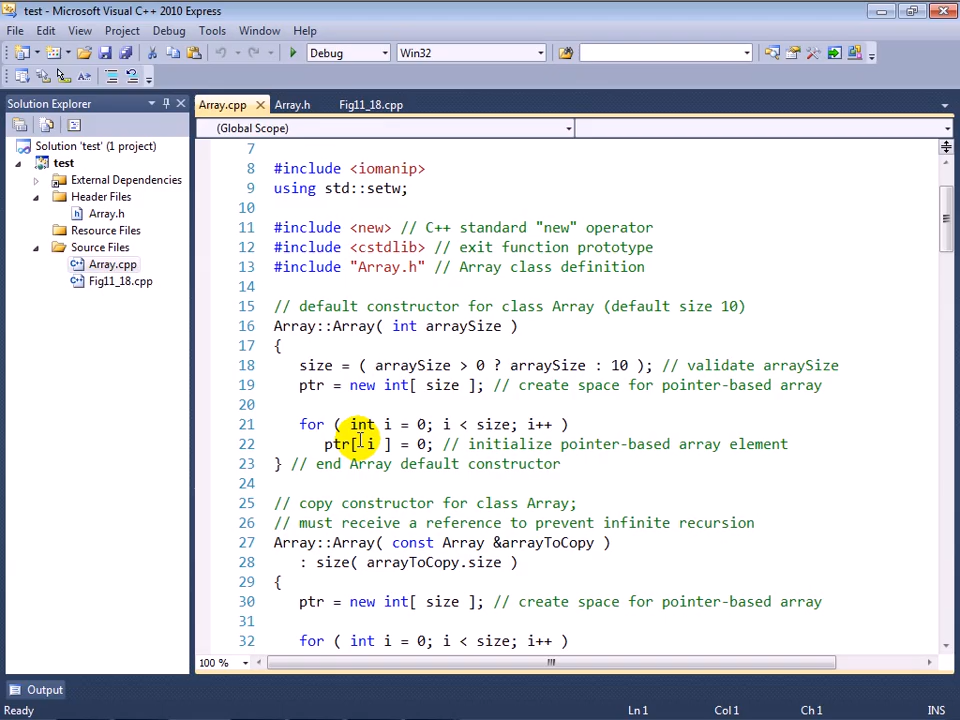 test - Microsoft Visual C++ 2010 Express
File Edit View Project Debug Tools Window Help
Debug Win32
Solution Explorer
Array.cpp Array.h Fig11_18.cpp
(Global Scope)
Solution 'test' (1 project)
test
External Dependencies
Header Files
Array.h
Resource Files
Source Files
Array.cpp
Fig11_18.cpp
7
8 #include <iomanip>
9 using std::setw;
10
11 #include <new> // C++ standard "new" operator
12 #include <cstdlib> // exit function prototype
13 #include "Array.h" // Array class definition
14
15 // default constructor for class Array (default size 10)
16 Array::Array( int arraySize )
17 {
18 size = ( arraySize > 0 ? arraySize : 10 ); // validate arraySize
19 ptr = new int[ size ]; // create space for pointer-based array
20
21 for ( int i = 0; i < size; i++ )
22 ptr[ i ] = 0; // initialize pointer-based array element
23 } // end Array default constructor
24
25 // copy constructor for class Array;
26 // must receive a reference to prevent infinite recursion
27 Array::Array( const Array &arrayToCopy )
28 : size( arrayToCopy.size )
29 {
30 ptr = new int[ size ]; // create space for pointer-based array
31
32 for ( int i = 0; i < size; i++ )
100 %
Output
Ready Ln 1 Col 1 Ch 1 INS